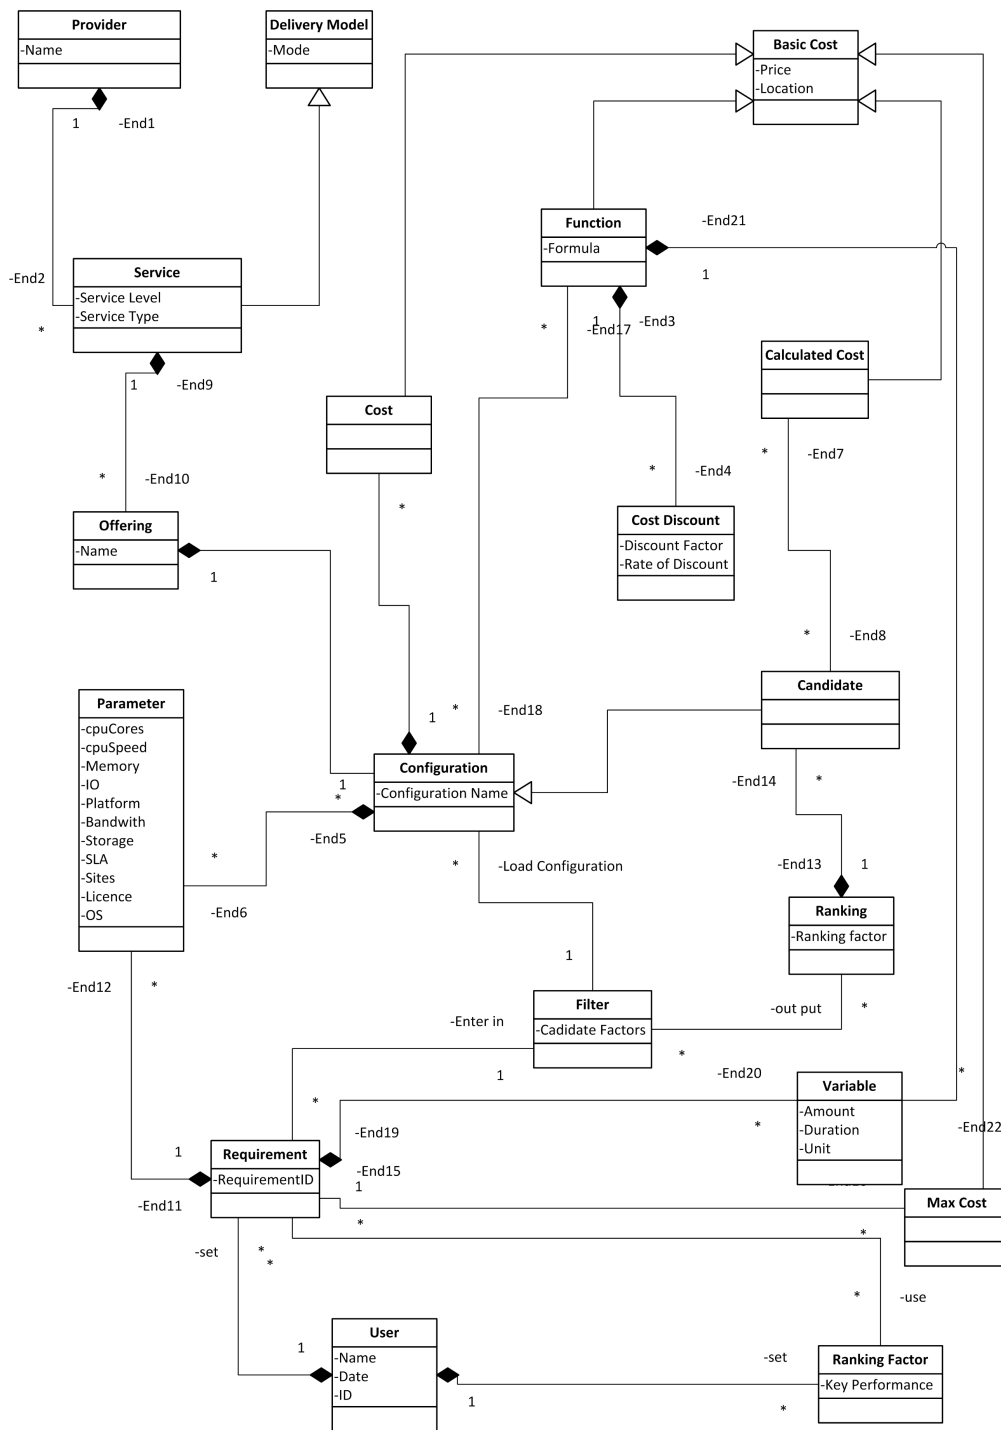 Provider
-Name
Delivery Model
-Mode
Basic Cost
-Price
-Location
1
-End1
Function
-Formula
-End21
1
-End2
*
Service
-Service Level
-Service Type
*
1
-End17
-End3
Calculated Cost
1
-End9
Cost
*
-End10
*
*
-End4
*
-End7
Offering
-Name
1
Cost Discount
-Discount Factor
-Rate of Discount
*
-End8
Parameter
-cpuCores
-cpuSpeed
-Memory
-IO
-Platform
-Bandwith
-Storage
-SLA
-Sites
-Licence
-OS
1
*
-End18
Candidate
Configuration
-Configuration Name
1
*
-End5
-End14
*
*
-End6
*
-Load Configuration
-End13
1
Ranking
-Ranking factor
-End12
*
1
Filter
-Cadidate Factors
-Enter in
-out put
*
1
*
-End20
*
Variable
-Amount
-Duration
-Unit
*
*
-End19
-End22
1
Requirement
-RequirementID
-End15
1
-End11
*
*
Max Cost
-set
*
*
*
-use
User
-Name
-Date
-ID
1
1
-set
*
Ranking Factor
-Key Performance